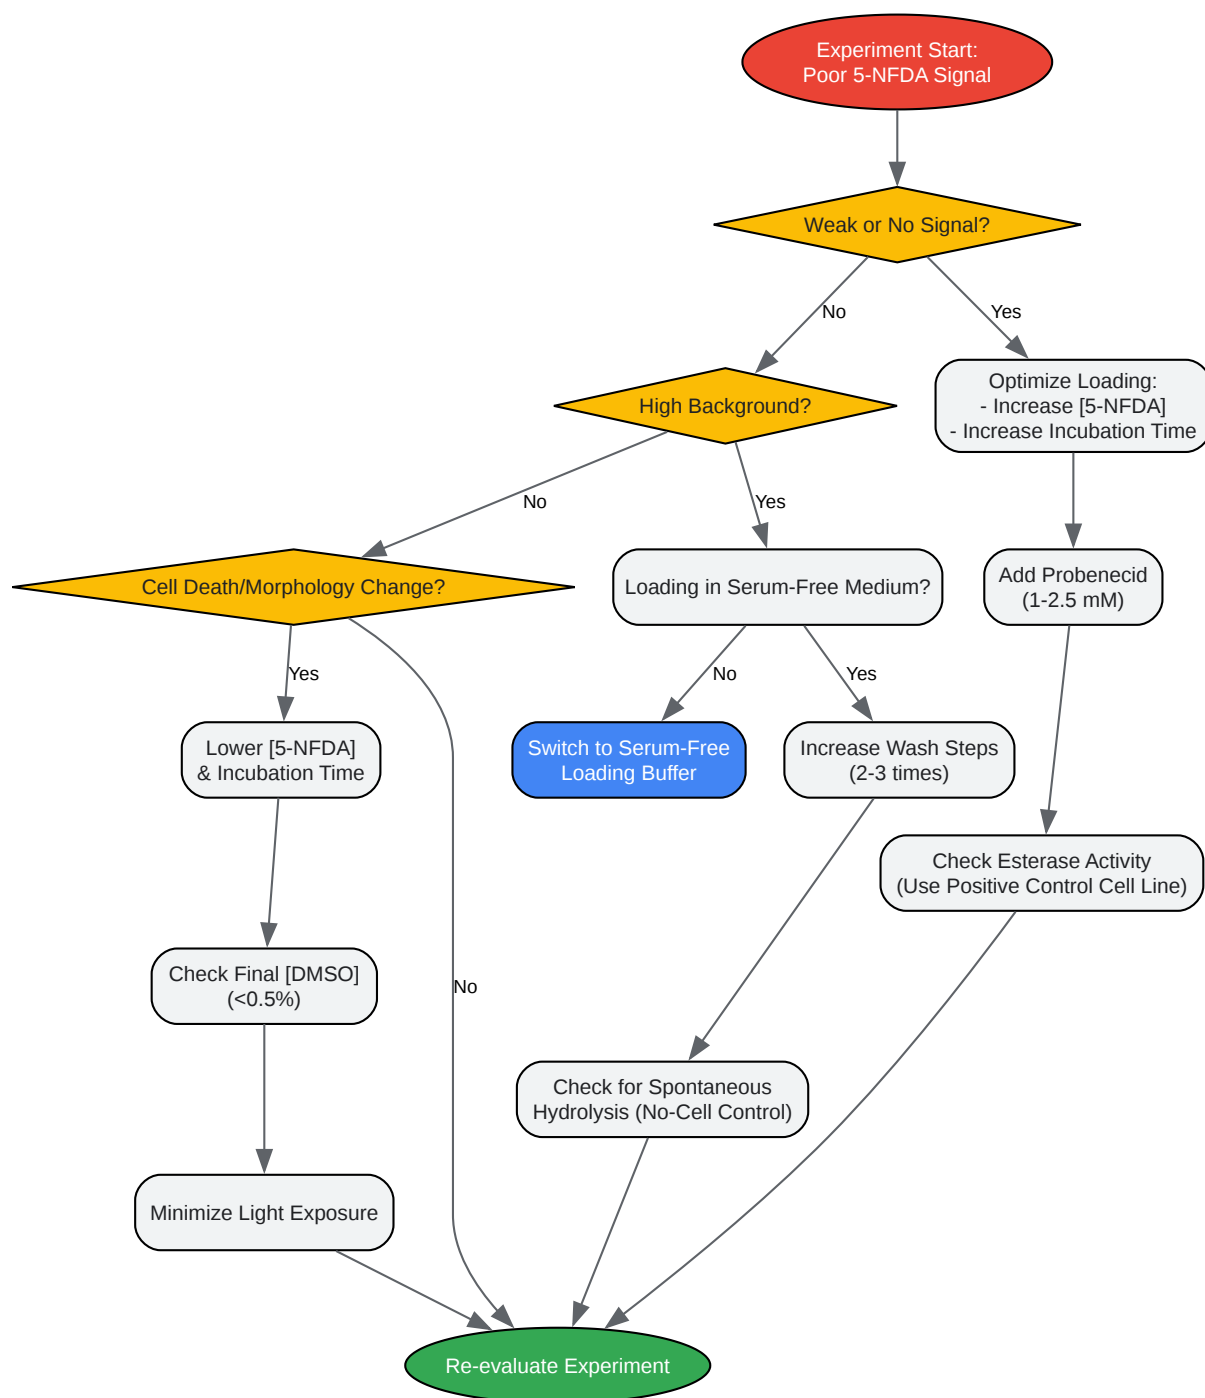 Experiment Start:
Poor 5-NFDA Signal
Weak or No Signal?
No
Yes
High Background?
Optimize Loading:
- Increase [5-NFDA]
- Increase Incubation Time
No
Yes
Cell Death/Morphology Change?
Loading in Serum-Free Medium?
Add Probenecid
(1-2.5 mM)
Yes
No
Yes
Lower [5-NFDA]
& Incubation Time
Switch to Serum-Free
Loading Buffer
Increase Wash Steps
(2-3 times)
Check Esterase Activity
(Use Positive Control Cell Line)
Check Final [DMSO]
(<0.5%)
No
Check for Spontaneous
Hydrolysis (No-Cell Control)
Minimize Light Exposure
Re-evaluate Experiment